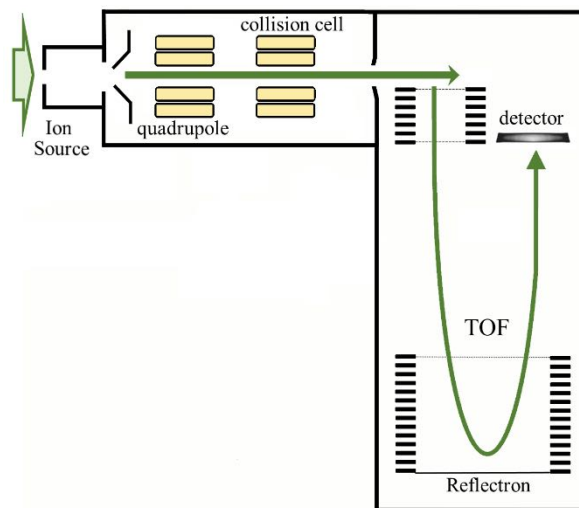 collision cell
quadrupole
Ion
Source
detector
TOF
Reflectron